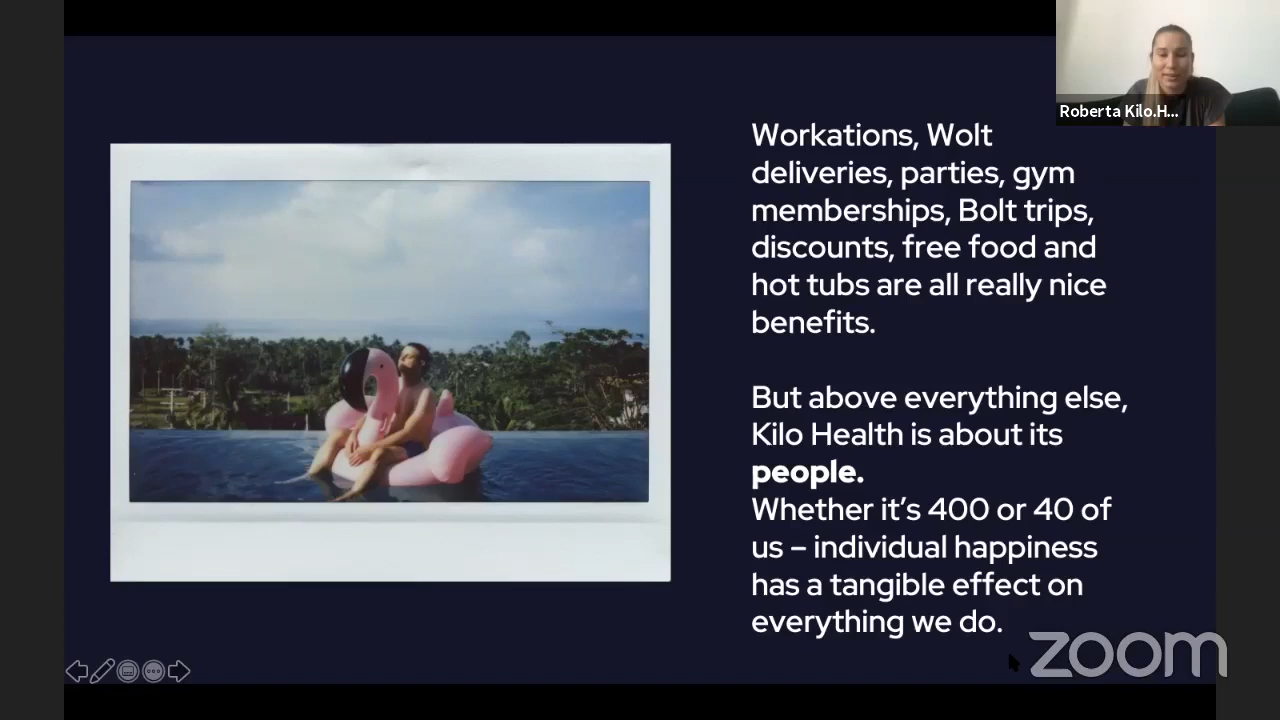 Roberta Kilo.H...
Workations, Wolt
deliveries, parties, gym
memberships, Bolt trips,
discounts, free food and
hot tubs are all really nice
benefits.
But above everything else,
Kilo Health is about its
people.
Whether it’s 400 or 40 of
us – individual happiness
has a tangible effect on
everything we do.
zoom